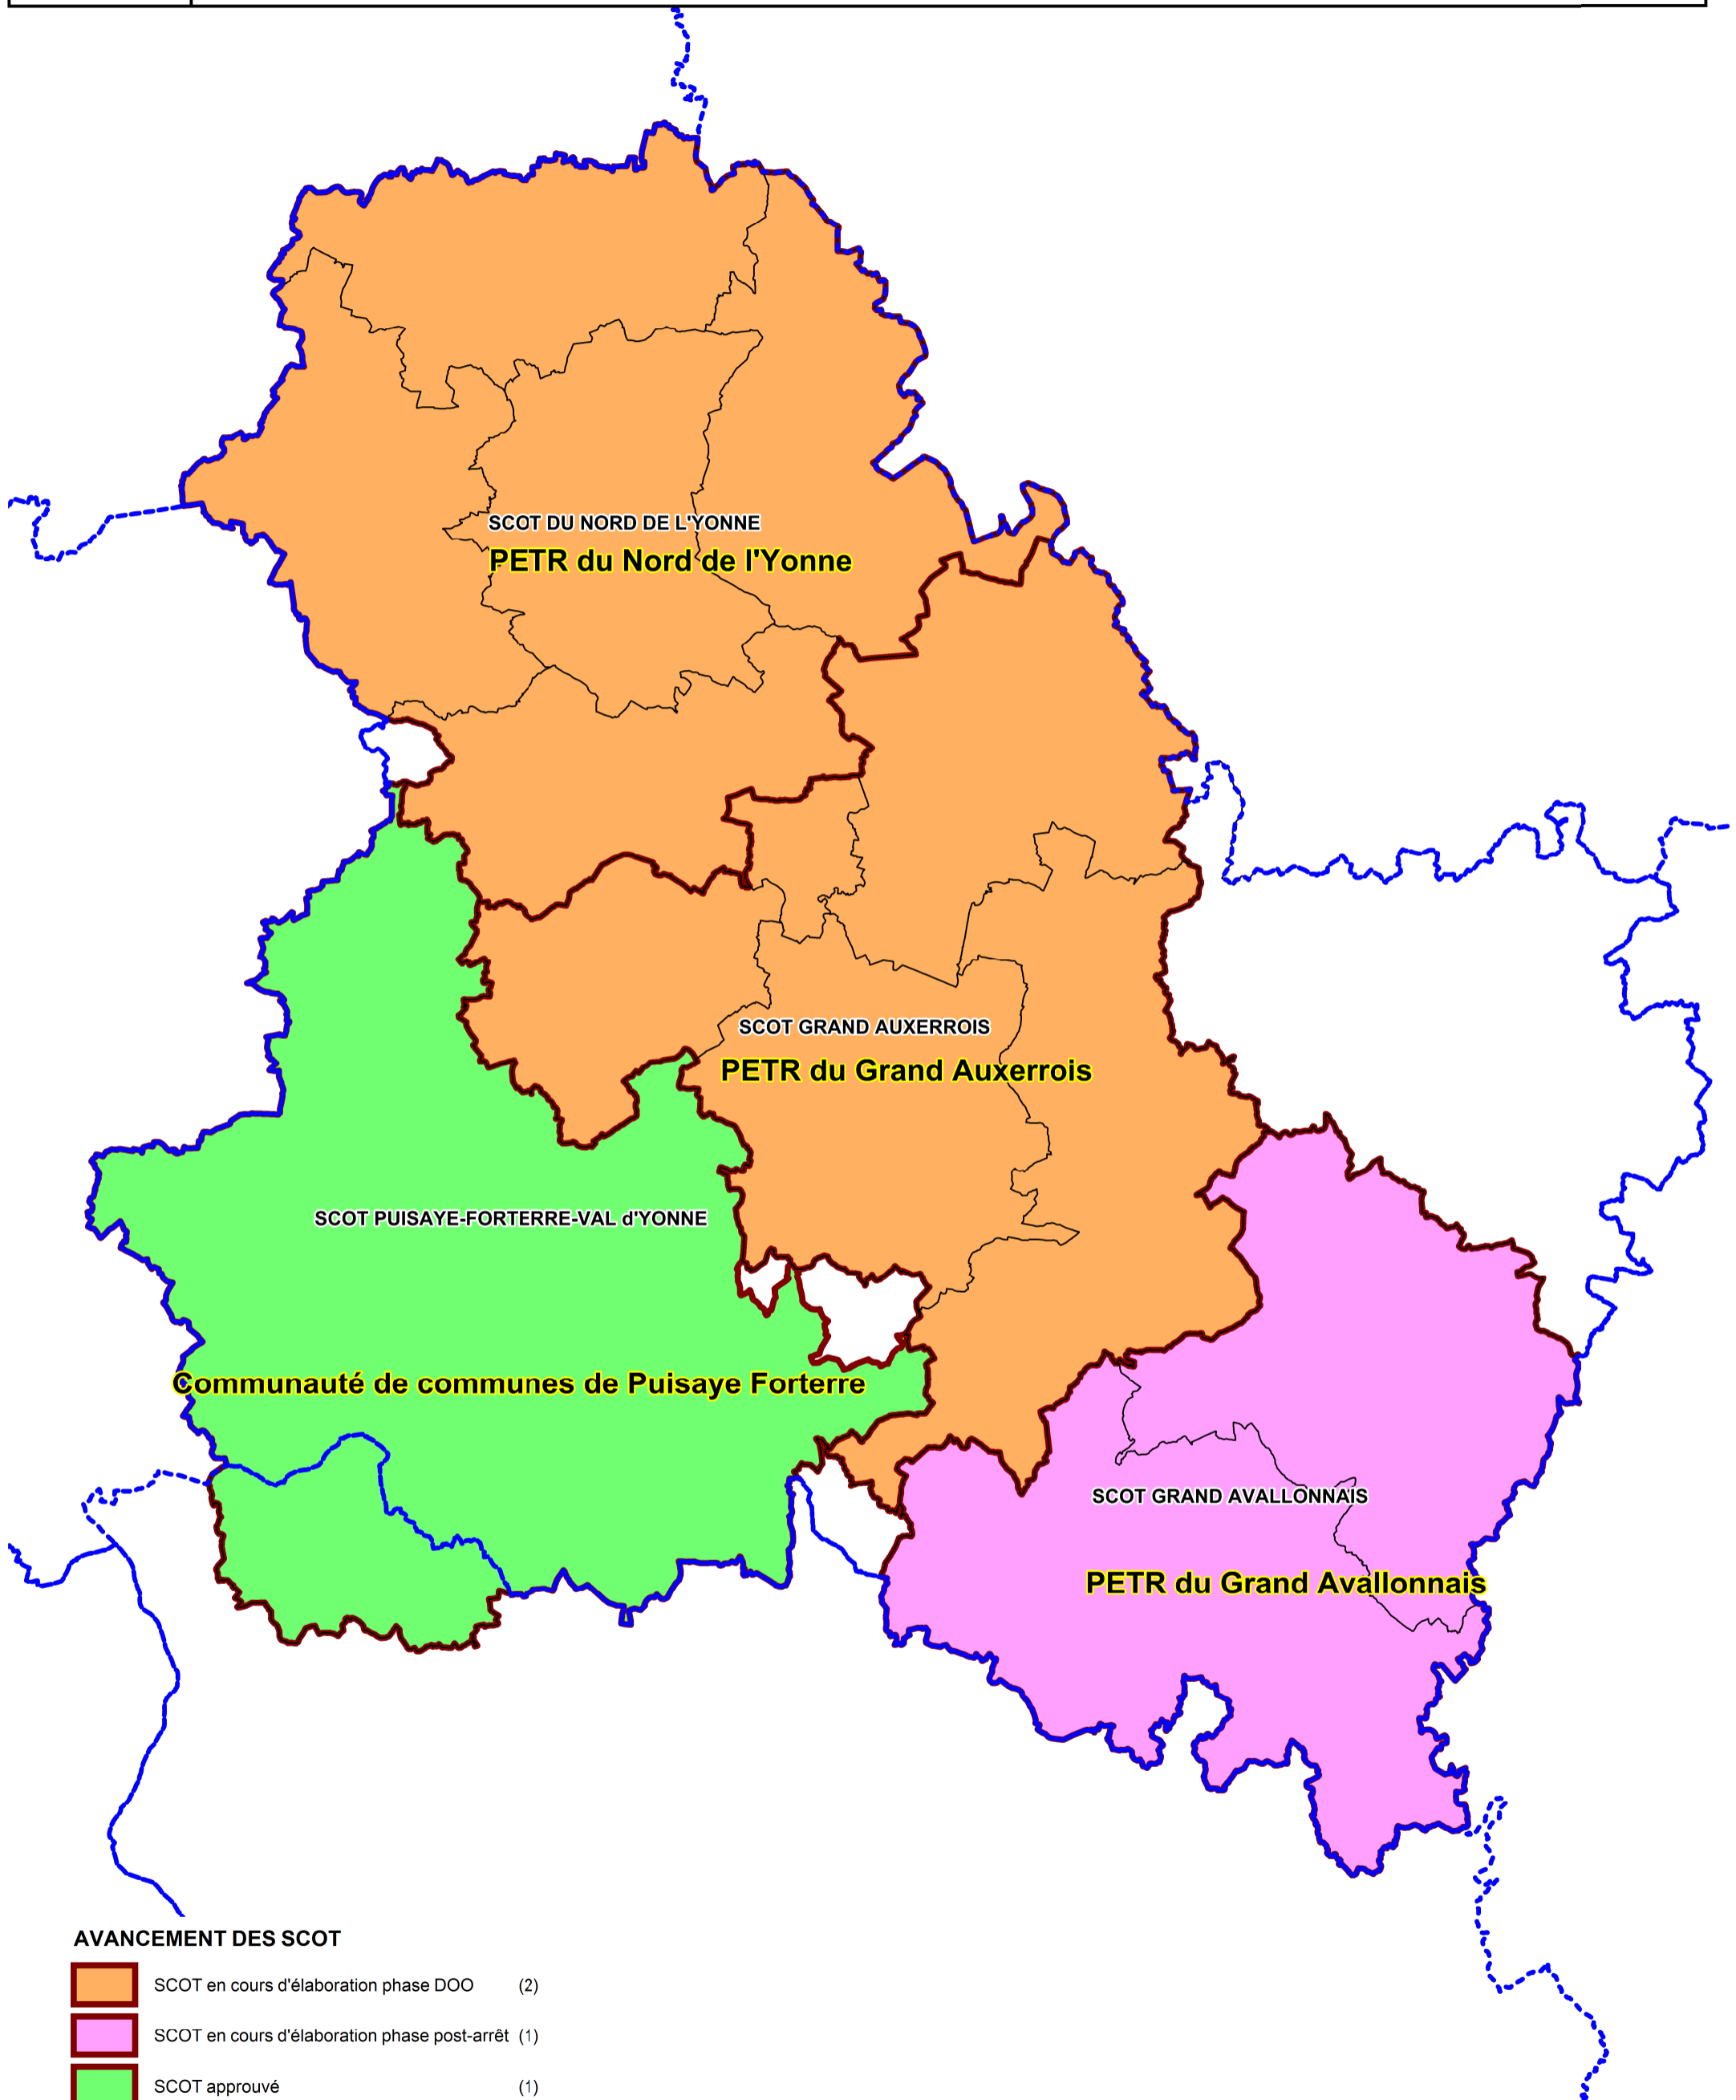 SCOT DU NORD DE L'YONNE
PETR du Nord de l'Yonne
SCOT GRAND AUXERROIS
PETR du Grand Auxerrois
SCOT PUISAYE-FORTERRE-VAL d'YONNE
Communauté de communes de Puisaye Forterre
SCOT GRAND AVALLONNAIS
PETR du Grand Avallonnais
AVANCEMENT DES SCOT
SCOT en cours d'élaboration phase DOO (2)
SCOT en cours d'élaboration phase post-arrêt (1)
SCOT approuvé (1)